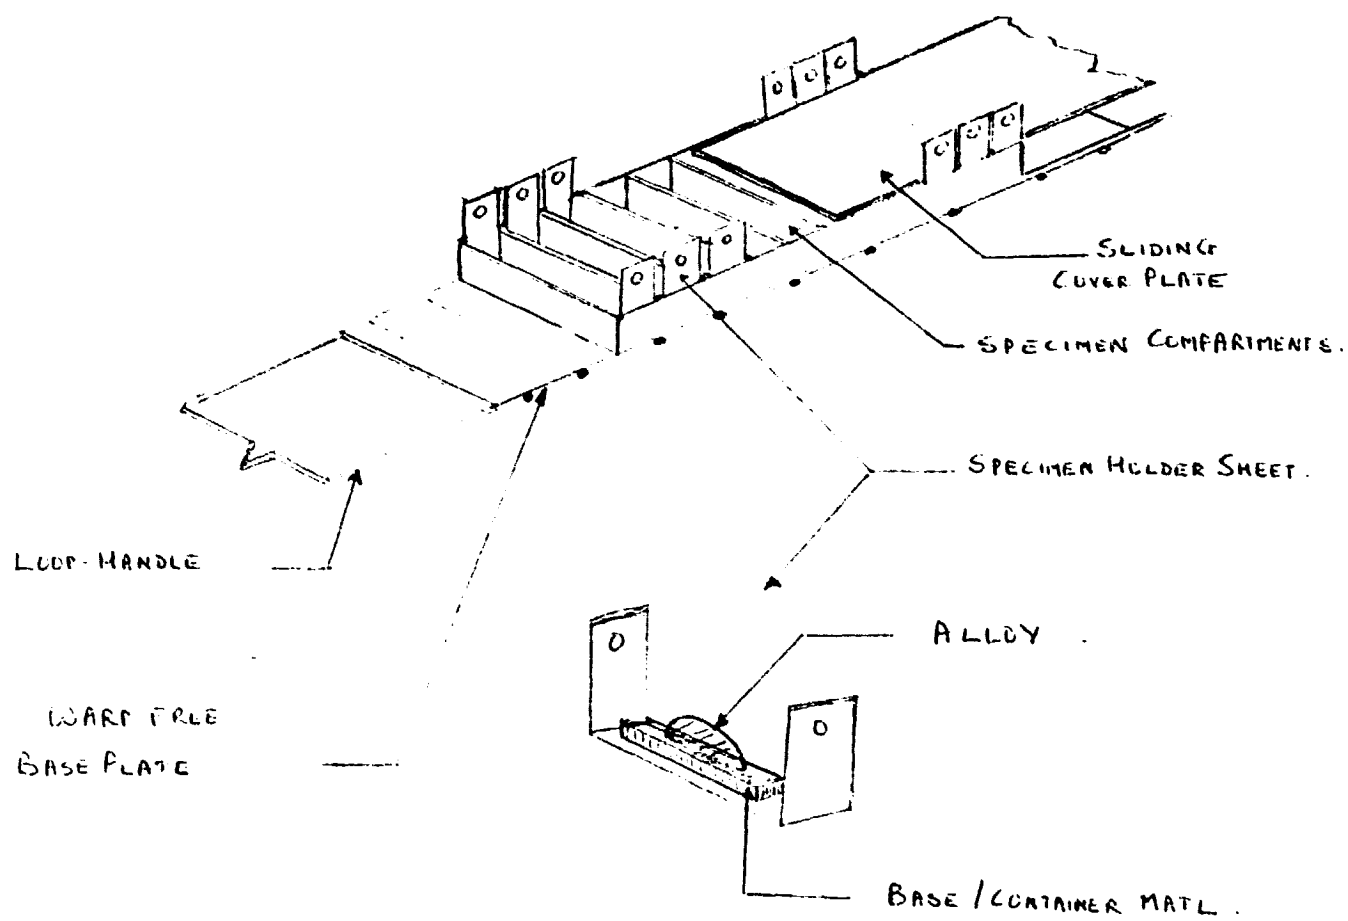 SLIDING
COVER PLATE
SPECIMEN COMPARTMENTS.
SPECIMEN HOLDER SHEET.
LOOP-HANDLE
ALLOY.
WARP FREE
BASE PLATE
BASE/CONTAINER MATL.